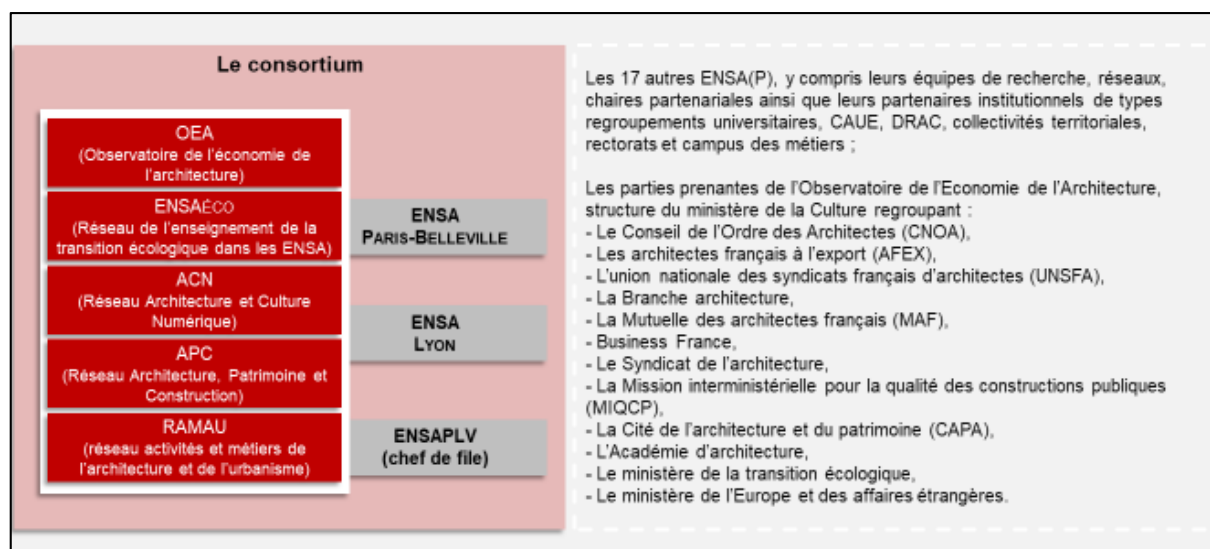 Le consortium
OEA
(Observatoire de l'économie de
l'architecture)
ENSAÉCO
(Réseau de l'enseignement de la
transition écologique dans les ENSA)
ACN
(Réseau Architecture et Culture
Numérique)
APC
(Réseau Architecture, Patrimoine et
Construction)
RAMAU
(réseau activités et métiers de
l'architecture et de l'urbanisme)
ENSA
PARIS-BELLEVILLE
ENSA
LYON
ENSAPLV
(chef de file)
Les 17 autres ENSA(P), y compris leurs équipes de recherche, réseaux,
chaires partenariales ainsi que leurs partenaires institutionnels de types
regroupements universitaires, CAUE, DRAC, collectivités territoriales,
rectorats et campus des métiers ;
Les parties prenantes de l'Observatoire de l'Economie de l'Architecture,
structure du ministère de la Culture regroupant :
- Le Conseil de l'Ordre des Architectes (CNOA),
- Les architectes français à l'export (AFEX),
- L'union nationale des syndicats français d'architectes (UNSFA),
- La Branche architecture,
- La Mutuelle des architectes français (MAF),
- Business France,
- Le Syndicat de l'architecture,
- La Mission interministérielle pour la qualité des constructions publiques
(MIQCP),
- La Cité de l'architecture et du patrimoine (CAPA),
- L'Académie d'architecture,
- Le ministère de la transition écologique,
- Le ministère de l'Europe et des affaires étrangères.